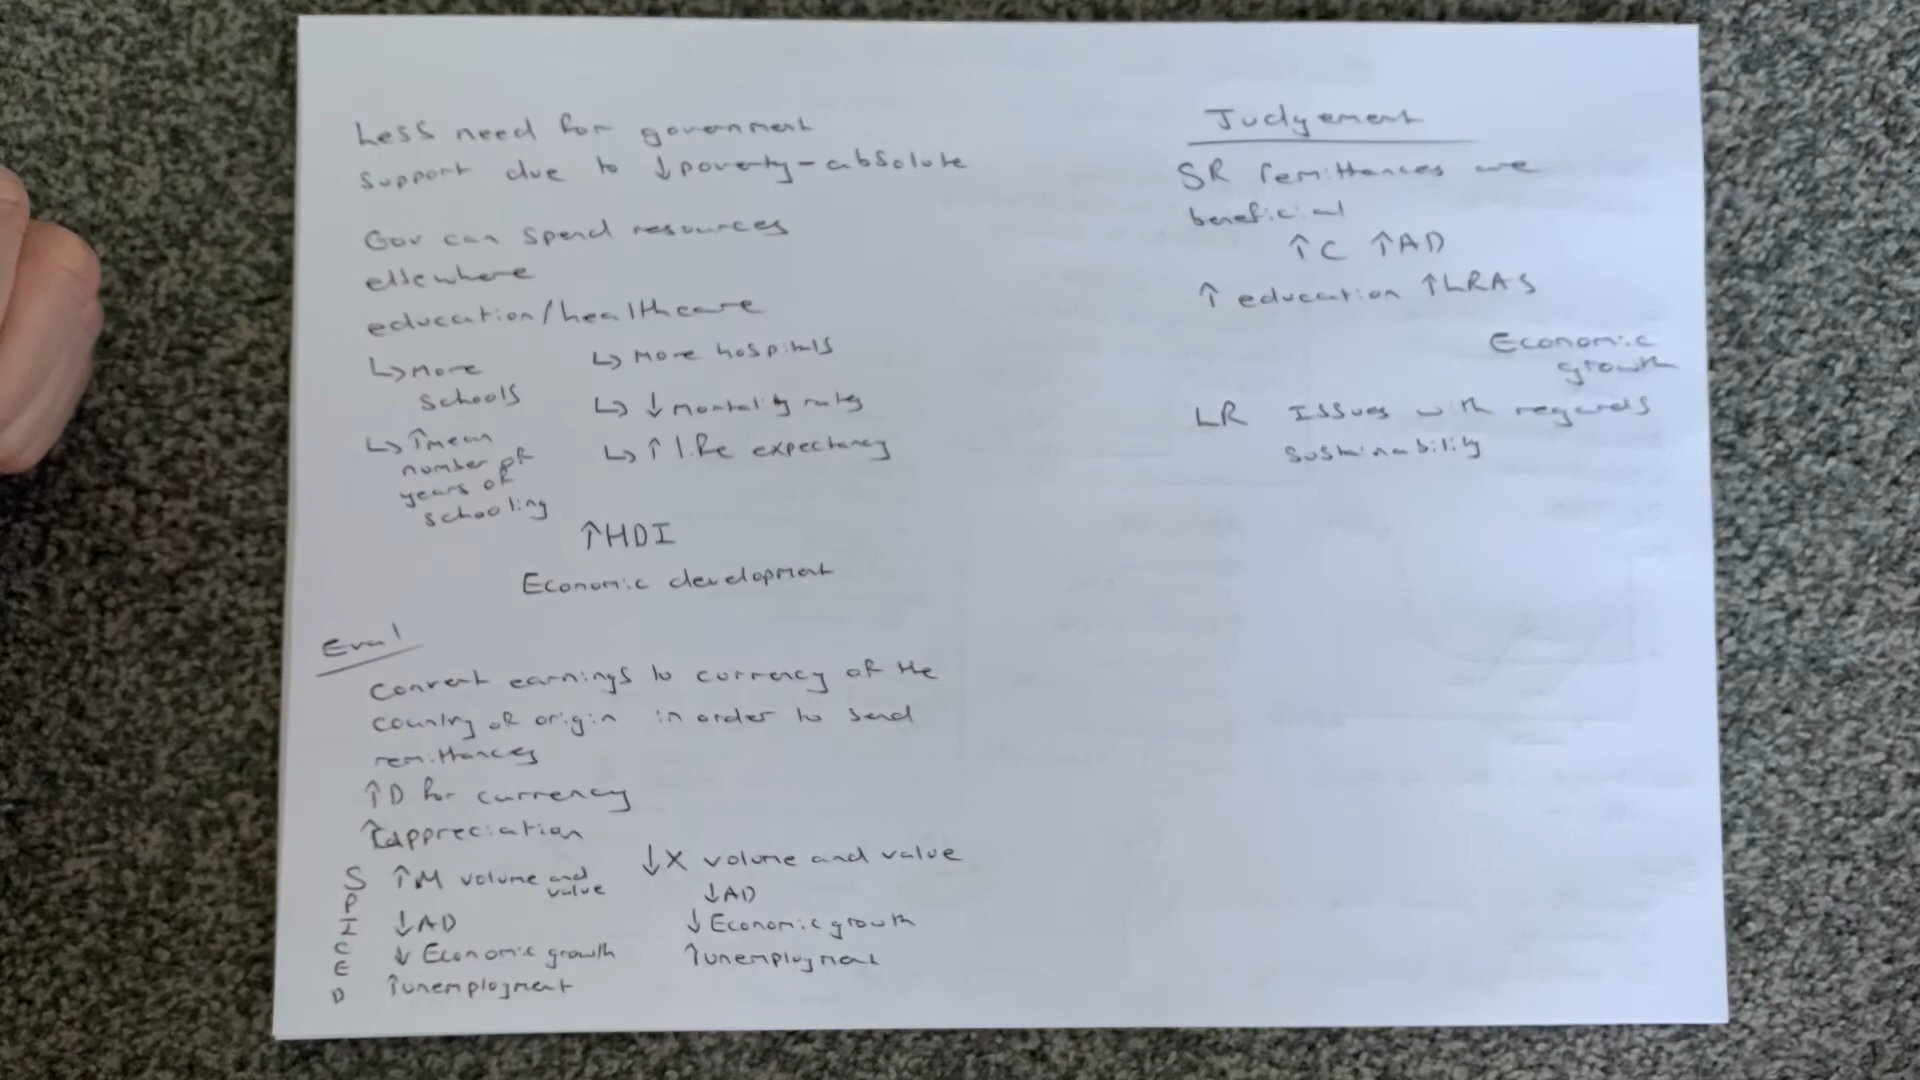 Less need for government
support due to ↓poverty-absolute
Gov can spend resources
elsewhere
education/healthcare
↳ More
schools
↳ ↑mean
number of
years of
schooling
↳ More hospitals
↳ ↓ Mortality rates
↳ ↑ life expectancy
↑HDI
Economic development
Eval
Convert earnings to currency of the
country of origin in order to send
remittances
↑D for currency
↑appreciation
S
P
I
C
E
D
↑M volume and
value
↓AD
↓ Economic growth
↑unemployment
↓X volume and value
↓AD
↓ Economic growth
↑unemployment
Judgement
SR remittances are
beneficial
↑C ↑AD
↑ education ↑LRAS
Economic
growth
LR Issues with regards
sustainability